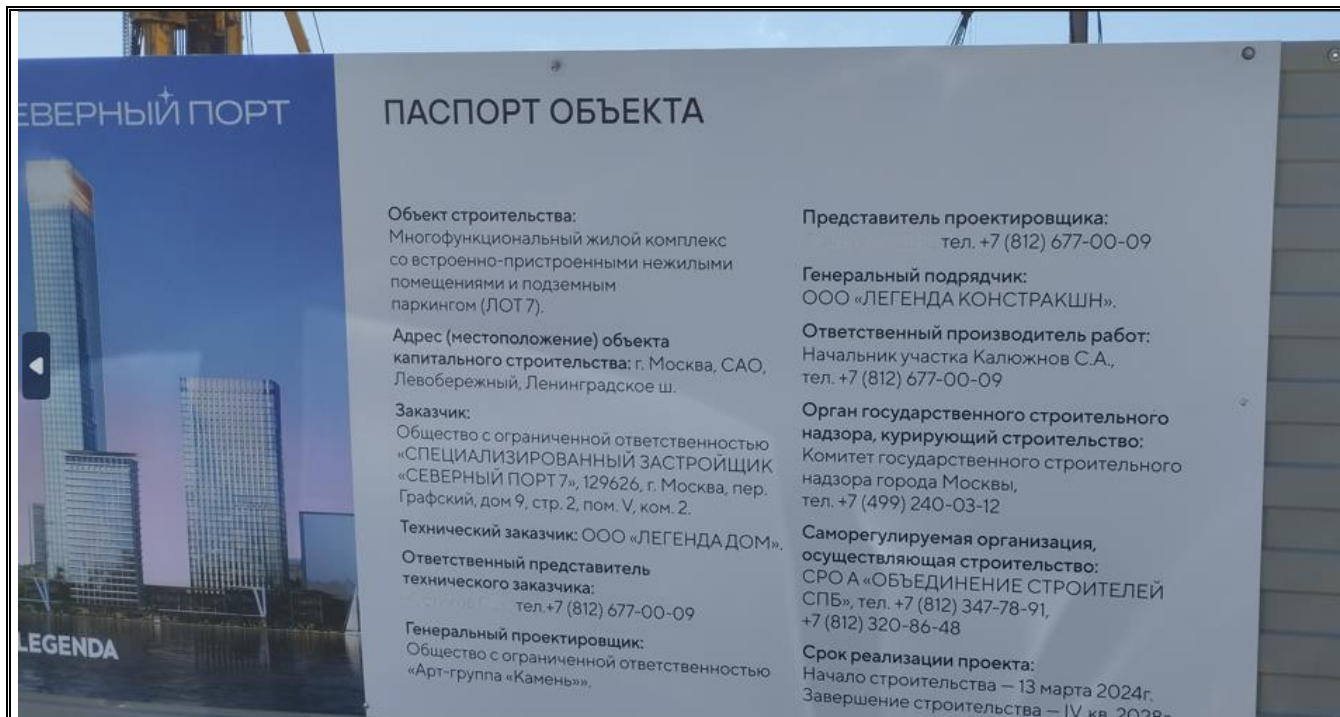 ЕВЕРНЫЙ ПОРТ
LEGENDA
ПАСПОРТ ОБЪЕКТА
Объект строительства:
Многофункциональный жилой комплекс
со встроенно-пристроенными нежилыми
помещениями и подземным
паркингом (ЛОТ 7).
Адрес (местоположение) объекта
капитального строительства: г. Москва, САО,
Левобережный, Ленинградское ш.
Заказчик:
Общество с ограниченной ответственностью
«СПЕЦИАЛИЗИРОВАННЫЙ ЗАСТРОЙЩИК
«СЕВЕРНЫЙ ПОРТ 7», 129626, г. Москва, пер.
Графский, дом 9, стр. 2, пом. V, ком. 2.
Технический заказчик: ООО «ЛЕГЕНДА ДОМ».
Ответственный представитель
технического заказчика:
тел.+7 (812) 677-00-09
Генеральный проектировщик:
Общество с ограниченной ответственностью
«Арт-группа «Камень»».
Представитель проектировщика:
тел. +7 (812) 677-00-09
Генеральный подрядчик:
ООО «ЛЕГЕНДА КОНСТРАКШН».
Ответственный производитель работ:
Начальник участка Калюжнов С.А.,
тел. +7 (812) 677-00-09
Орган государственного строительного
надзора, курирующий строительство:
Комитет государственного строительного
надзора города Москвы,
тел. +7 (499) 240-03-12
Саморегулируемая организация,
осуществляющая строительство:
СРО А «ОБЪЕДИНЕНИЕ СТРОИТЕЛЕЙ
СПБ», тел. +7 (812) 347-78-91,
+7 (812) 320-86-48
Срок реализации проекта:
Начало строительства — 13 марта 2024г.
Завершение строительства — IV кв. 2028г.